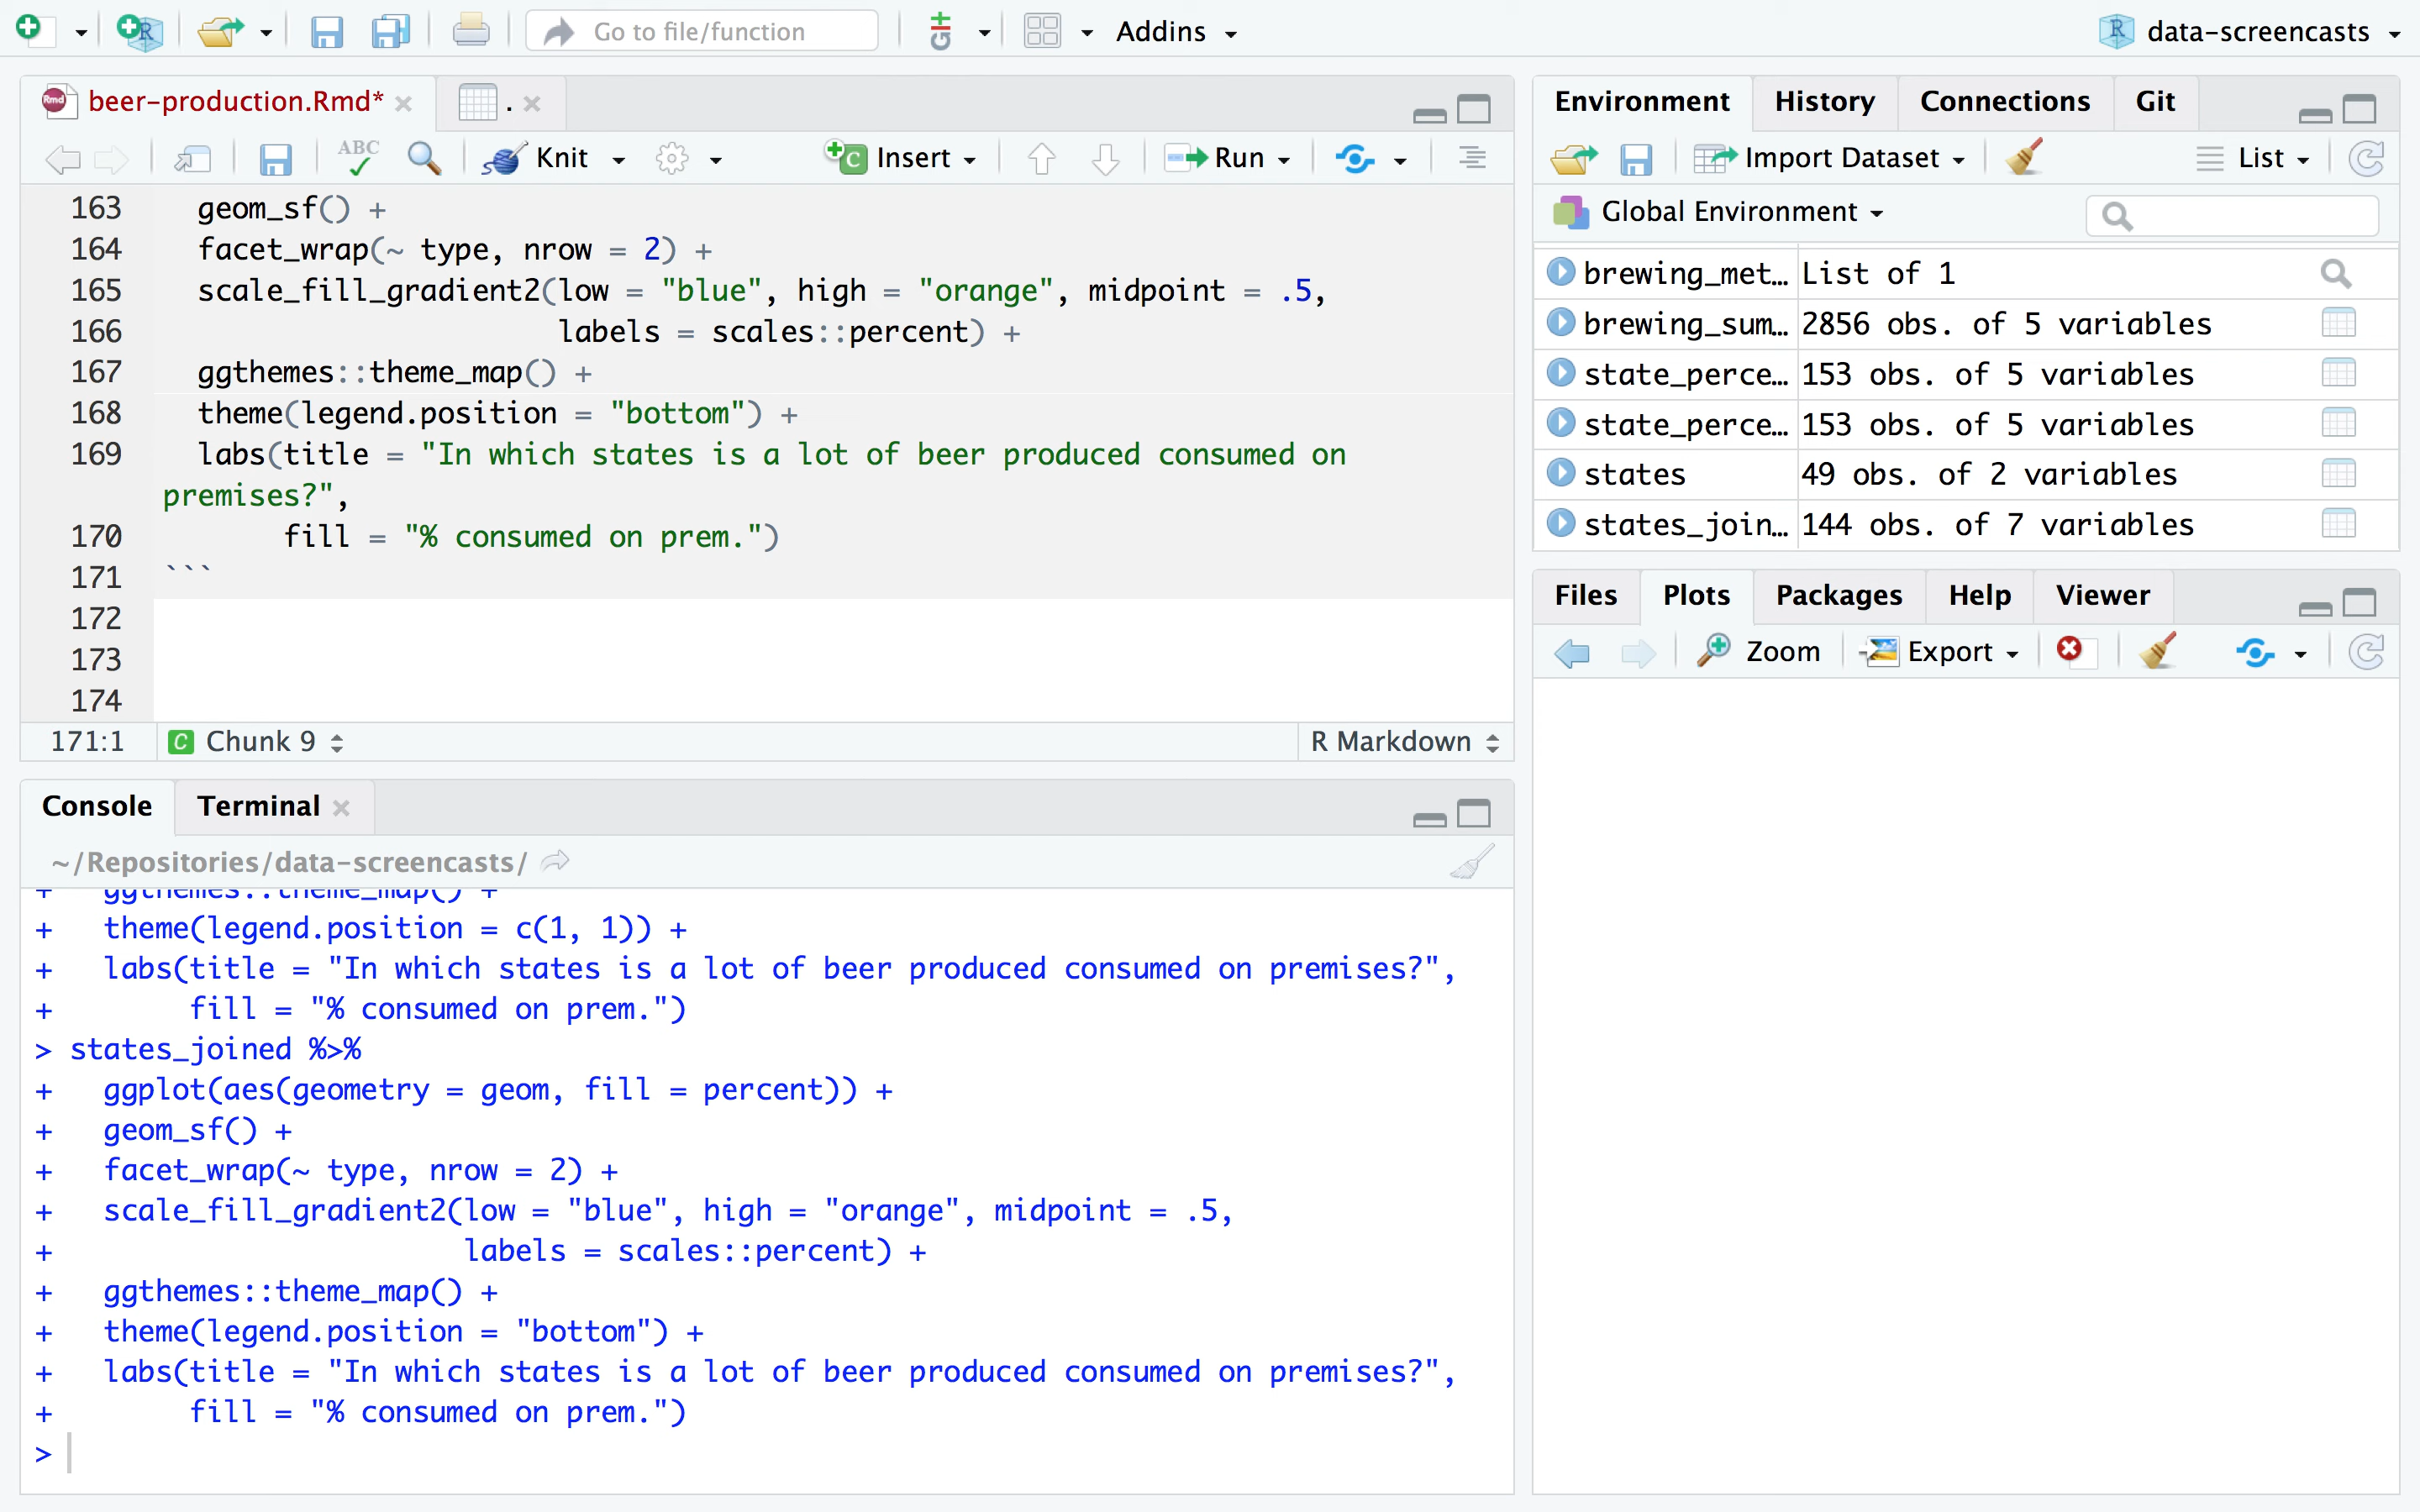 Go to file/function
Addins
data-screencasts
beer-production.Rmd*
.
ABC
Knit
Insert
Run
163   geom_sf() +
164   facet_wrap(~ type, nrow = 2) +
165   scale_fill_gradient2(low = "blue", high = "orange", midpoint = .5,
166                        labels = scales::percent) +
167   ggthemes::theme_map() +
168   theme(legend.position = "bottom") +
169   labs(title = "In which states is a lot of beer produced consumed on
premises?",
170        fill = "% consumed on prem.")
171 ```
172
173
174
171:1 C Chunk 9 R Markdown
Console Terminal
~/Repositories/data-screencasts/
+   ggthemes::theme_map() +
+   theme(legend.position = c(1, 1)) +
+   labs(title = "In which states is a lot of beer produced consumed on premises?",
+        fill = "% consumed on prem.")
> states_joined %>%
+   ggplot(aes(geometry = geom, fill = percent)) +
+   geom_sf() +
+   facet_wrap(~ type, nrow = 2) +
+   scale_fill_gradient2(low = "blue", high = "orange", midpoint = .5,
+                        labels = scales::percent) +
+   ggthemes::theme_map() +
+   theme(legend.position = "bottom") +
+   labs(title = "In which states is a lot of beer produced consumed on premises?",
+        fill = "% consumed on prem.")
>
Environment History Connections Git
Import Dataset List
Global Environment
brewing_met… List of 1
brewing_sum… 2856 obs. of 5 variables
state_perce… 153 obs. of 5 variables
state_perce… 153 obs. of 5 variables
states 49 obs. of 2 variables
states_join… 144 obs. of 7 variables
Files Plots Packages Help Viewer
Zoom Export